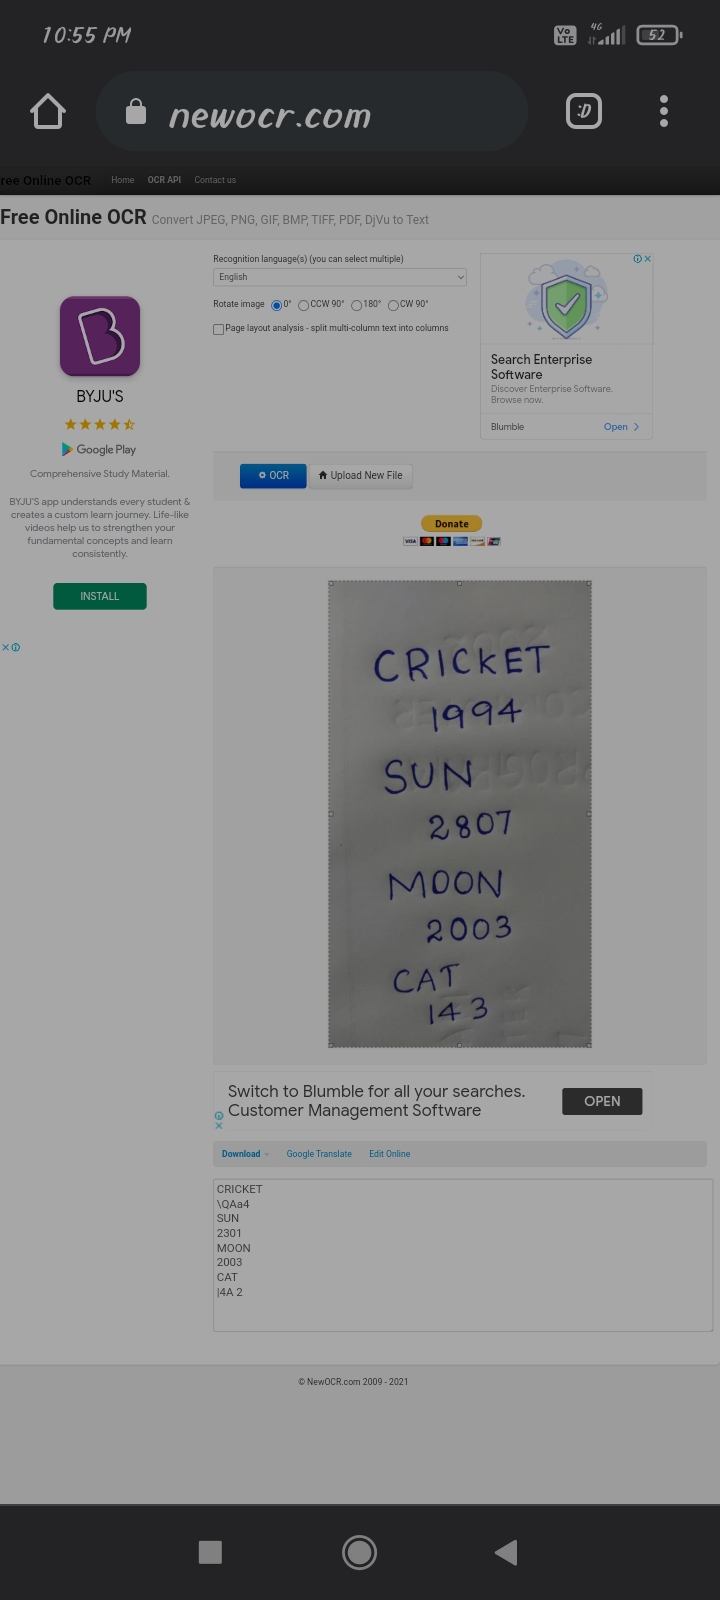 10:55 PM
Vo LTE 4G 52
newocr.com
:D
ree Online OCR Home OCR API Contact us
Free Online OCR Convert JPEG, PNG, GIF, BMP, TIFF, PDF, DjVu to Text
Recognition language(s) (you can select multiple)
English
Rotate image 0° CCW 90° 180° CW 90°
Page layout analysis - split multi-column text into columns
BYJU'S
Google Play
Comprehensive Study Material.
BYJU'S app understands every student &
creates a custom learn journey. Life-like
videos help us to strengthen your
fundamental concepts and learn
consistently.
INSTALL
Search Enterprise
Software
Discover Enterprise Software.
Browse now.
Blumble Open
OCR Upload New File
Donate
VISA
CRICKET
1994
SUN
2807
MOON
2003
CAT
143
Switch to Blumble for all your searches.
Customer Management Software
OPEN
Download Google Translate Edit Online
CRICKET
\QAa4
SUN
2301
MOON
2003
CAT
|4A 2
© NewOCR.com 2009 - 2021